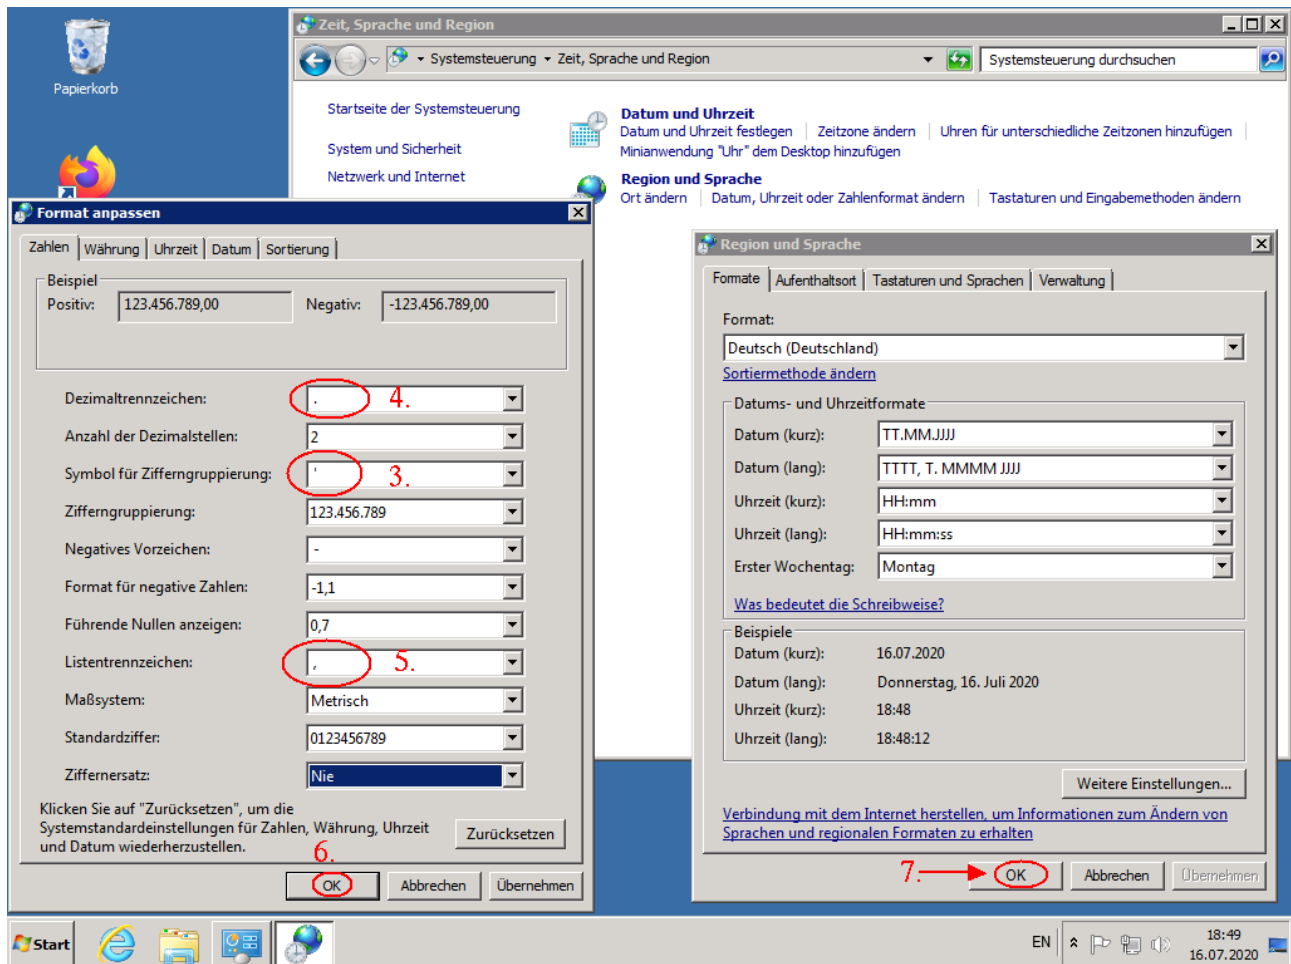 Papierkorb
Zeit, Sprache und Region
Systemsteuerung Zeit, Sprache und Region
Systemsteuerung durchsuchen
Startseite der Systemsteuerung
System und Sicherheit
Netzwerk und Internet
Datum und Uhrzeit
Datum und Uhrzeit festlegen Zeitzone ändern Uhren für unterschiedliche Zeitzonen hinzufügen
Minianwendung "Uhr" dem Desktop hinzufügen
Region und Sprache
Ort ändern Datum, Uhrzeit oder Zahlenformat ändern Tastaturen und Eingabemethoden ändern
Format anpassen
Zahlen Währung Uhrzeit Datum Sortierung
Beispiel
Positiv: 123.456.789,00 Negativ: -123.456.789,00
Dezimaltrennzeichen: . 4.
Anzahl der Dezimalstellen: 2
Symbol für Zifferngruppierung: ' 3.
Zifferngruppierung: 123.456.789
Negatives Vorzeichen: -
Format für negative Zahlen: -1,1
Führende Nullen anzeigen: 0,7
Listentrennzeichen: , 5.
Maßsystem: Metrisch
Standardziffer: 0123456789
Ziffernersatz: Nie
Klicken Sie auf "Zurücksetzen", um die
Systemstandardeinstellungen für Zahlen, Währung, Uhrzeit
und Datum wiederherzustellen.
Zurücksetzen
6.
OK Abbrechen Übernehmen
Region und Sprache
Formate Aufenthaltsort Tastaturen und Sprachen Verwaltung
Format:
Deutsch (Deutschland)
Sortiermethode ändern
Datums- und Uhrzeitformate
Datum (kurz): TT.MM.JJJJ
Datum (lang): TTTT, T. MMMM JJJJ
Uhrzeit (kurz): HH:mm
Uhrzeit (lang): HH:mm:ss
Erster Wochentag: Montag
Was bedeutet die Schreibweise?
Beispiele
Datum (kurz): 16.07.2020
Datum (lang): Donnerstag, 16. Juli 2020
Uhrzeit (kurz): 18:48
Uhrzeit (lang): 18:48:12
Weitere Einstellungen...
Verbindung mit dem Internet herstellen, um Informationen zum Ändern von
Sprachen und regionalen Formaten zu erhalten
7. OK Abbrechen Übernehmen
Start
EN
18:49
16.07.2020